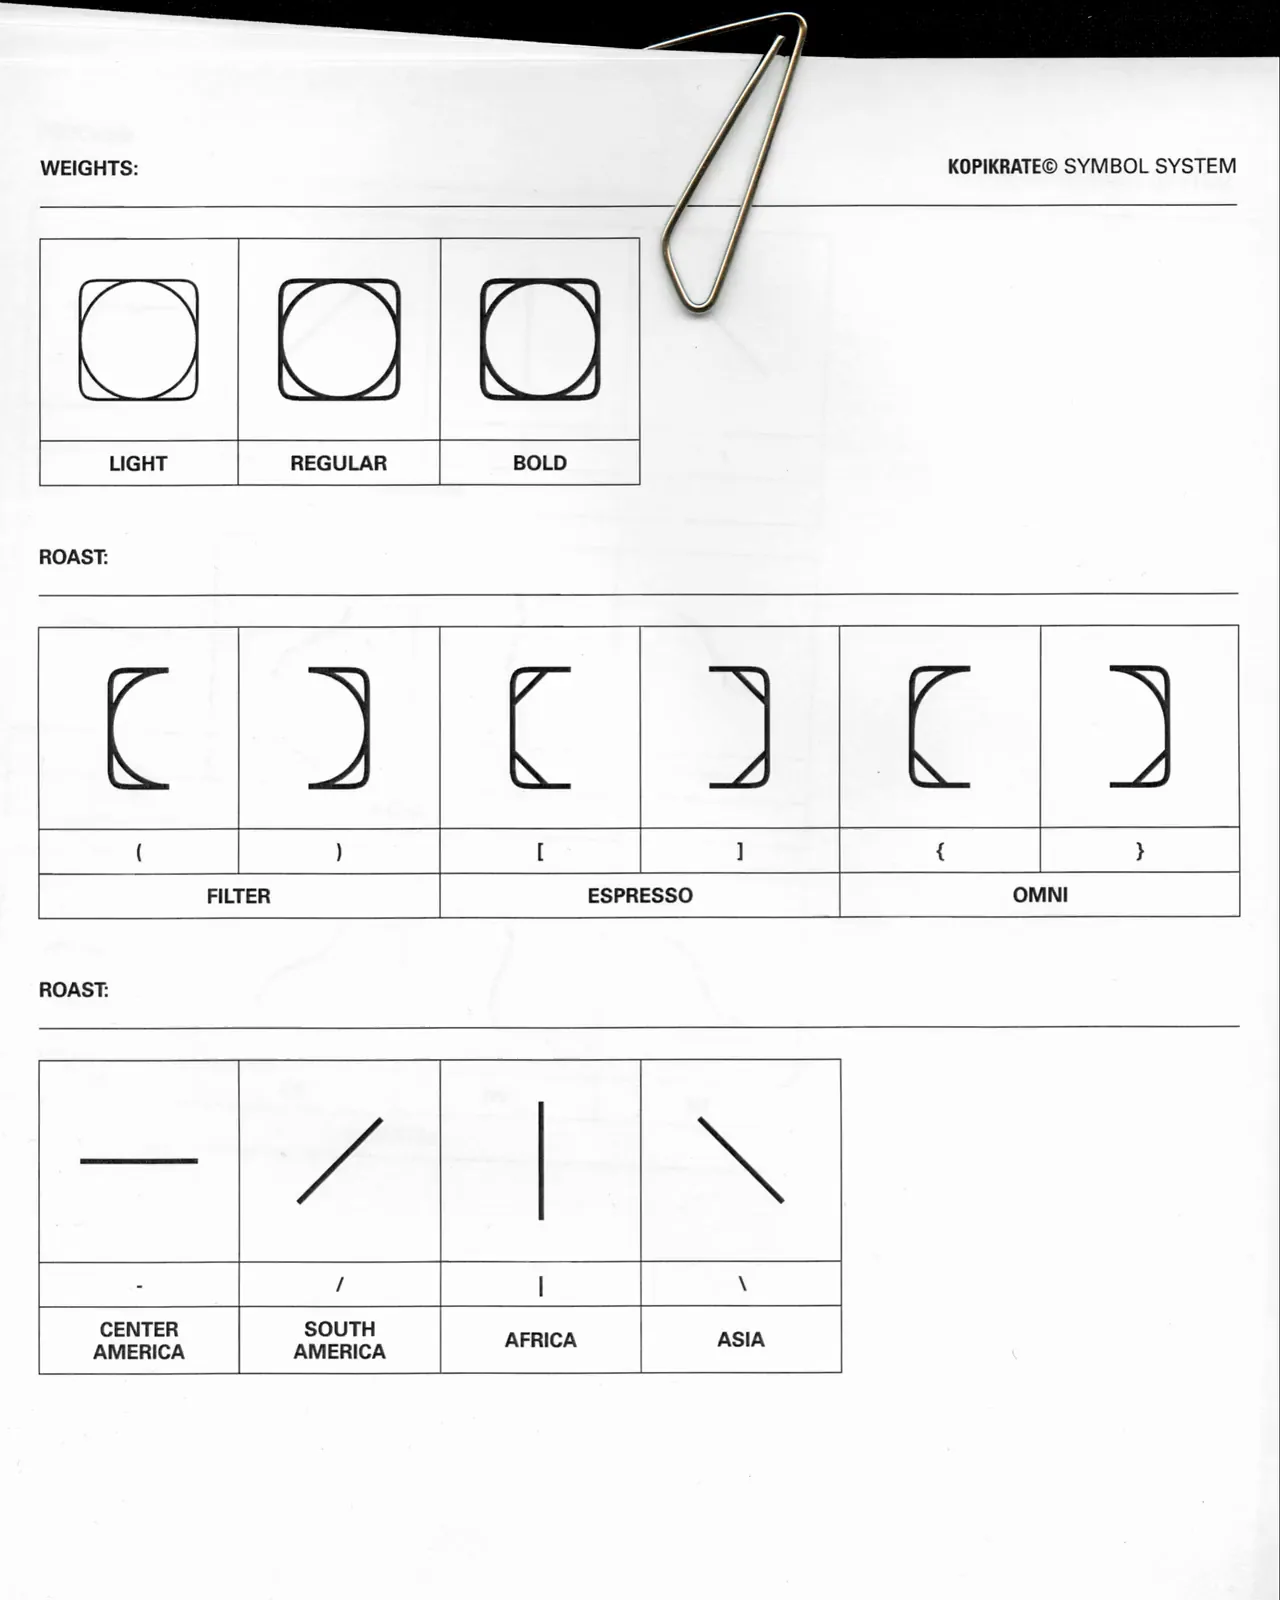 WEIGHTS:
KOPIKRATE© SYMBOL SYSTEM
LIGHT
REGULAR
BOLD
ROAST:
(
)
[
]
{
}
FILTER
ESPRESSO
OMNI
ROAST:
-
/
|
\
CENTER
AMERICA
SOUTH
AMERICA
AFRICA
ASIA